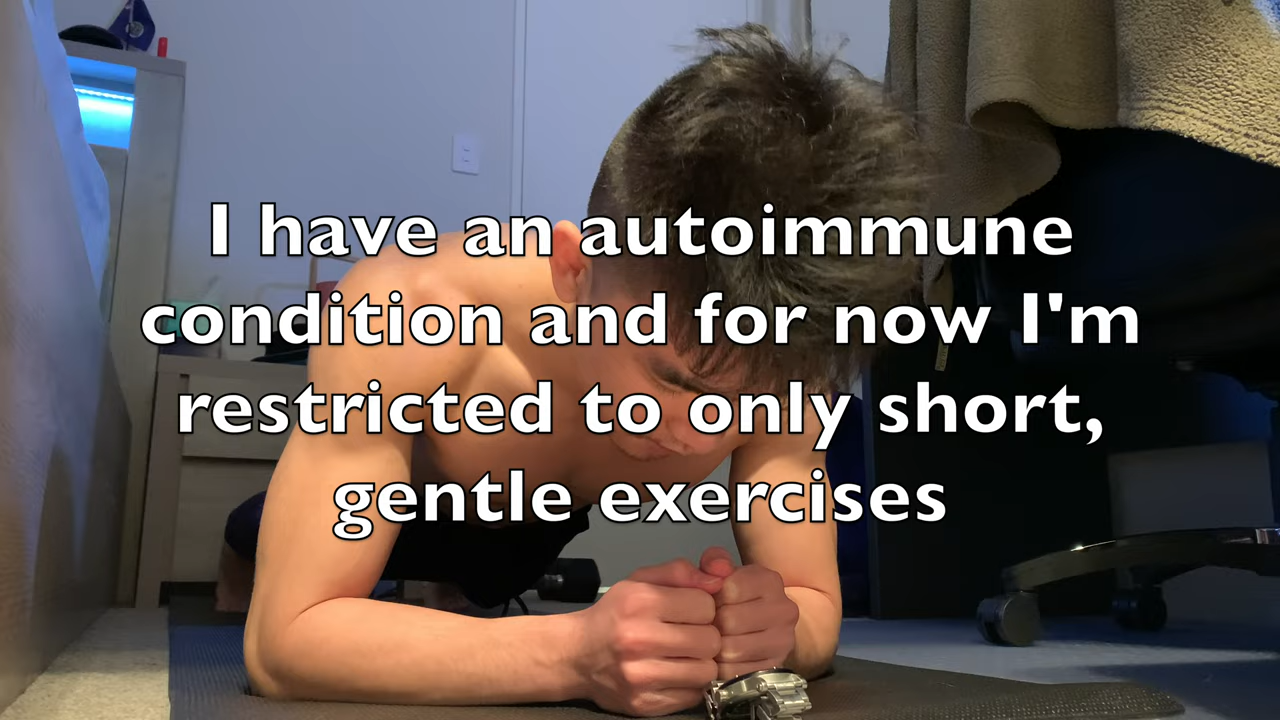 I have an autoimmune
condition and for now I'm
restricted to only short,
gentle exercises